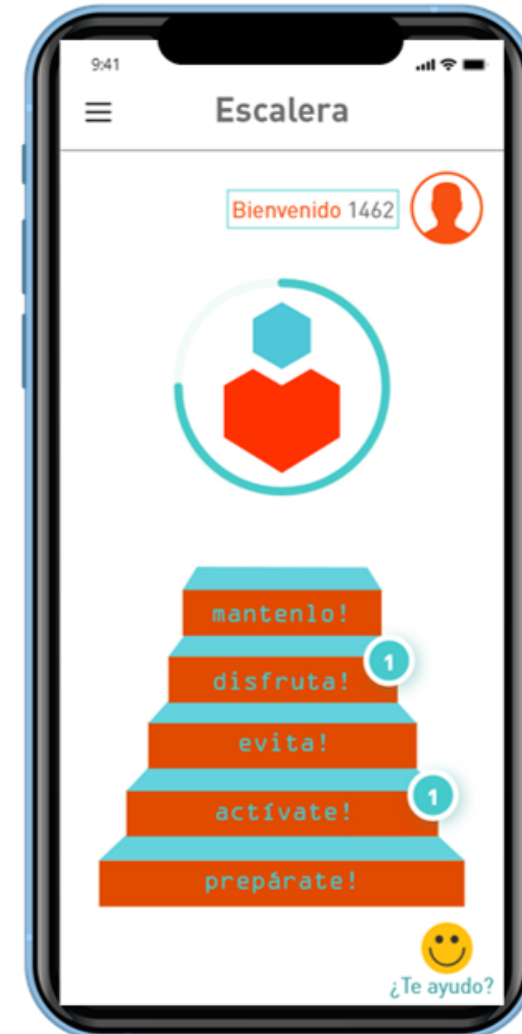 9:41
Escalera
Bienvenido 1462
mantenlo!
1
disfruta!
evita!
1
actívate!
prepárate!
¿Te ayudo?